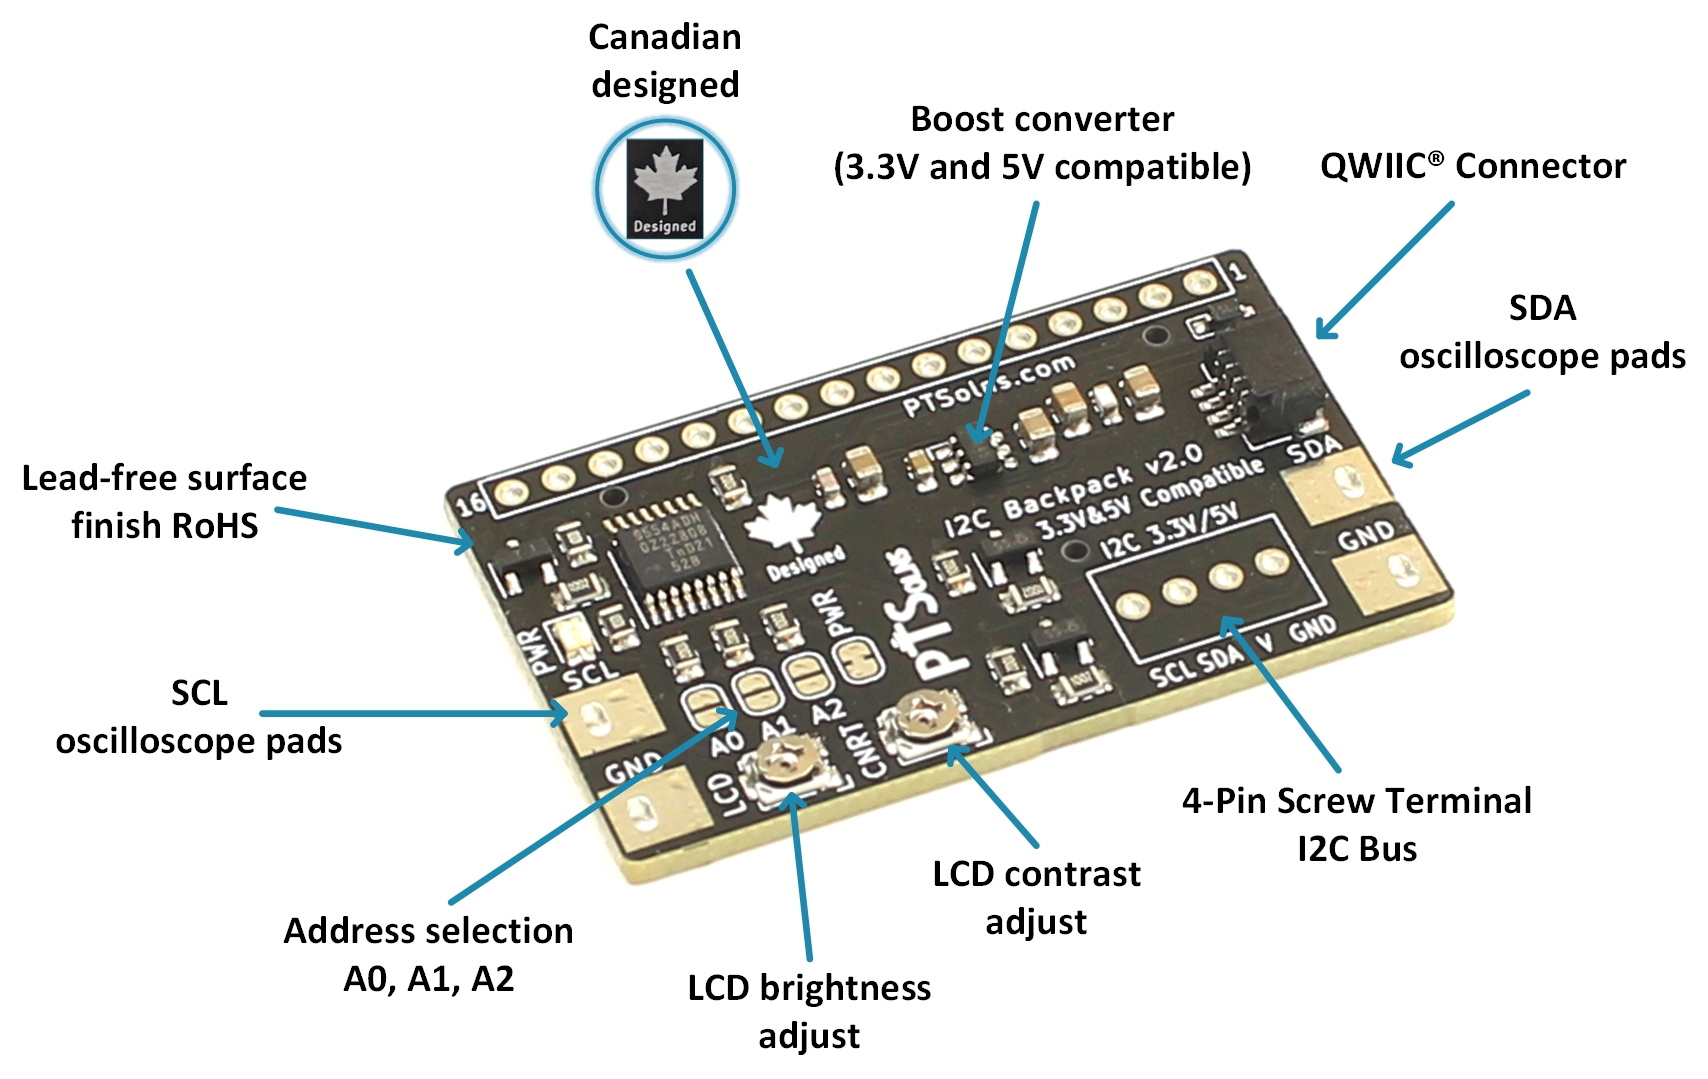 Canadian
designed
Designed
Boost converter
(3.3V and 5V compatible)
QWIIC® Connector
SDA
oscilloscope pads
Lead-free surface
finish RoHS
SCL
oscilloscope pads
Address selection
A0, A1, A2
LCD brightness
adjust
LCD contrast
adjust
4-Pin Screw Terminal
I2C Bus
1
16
PTSolns.com
I2C Backpack v2.0
3.3V&5V Compatible
I2C 3.3V/5V
SDA
GND
SCL SDA V GND
Designed
PTSolns
PWR
SCL
GND
PWR
A0 A1 A2
LCD
CNRT